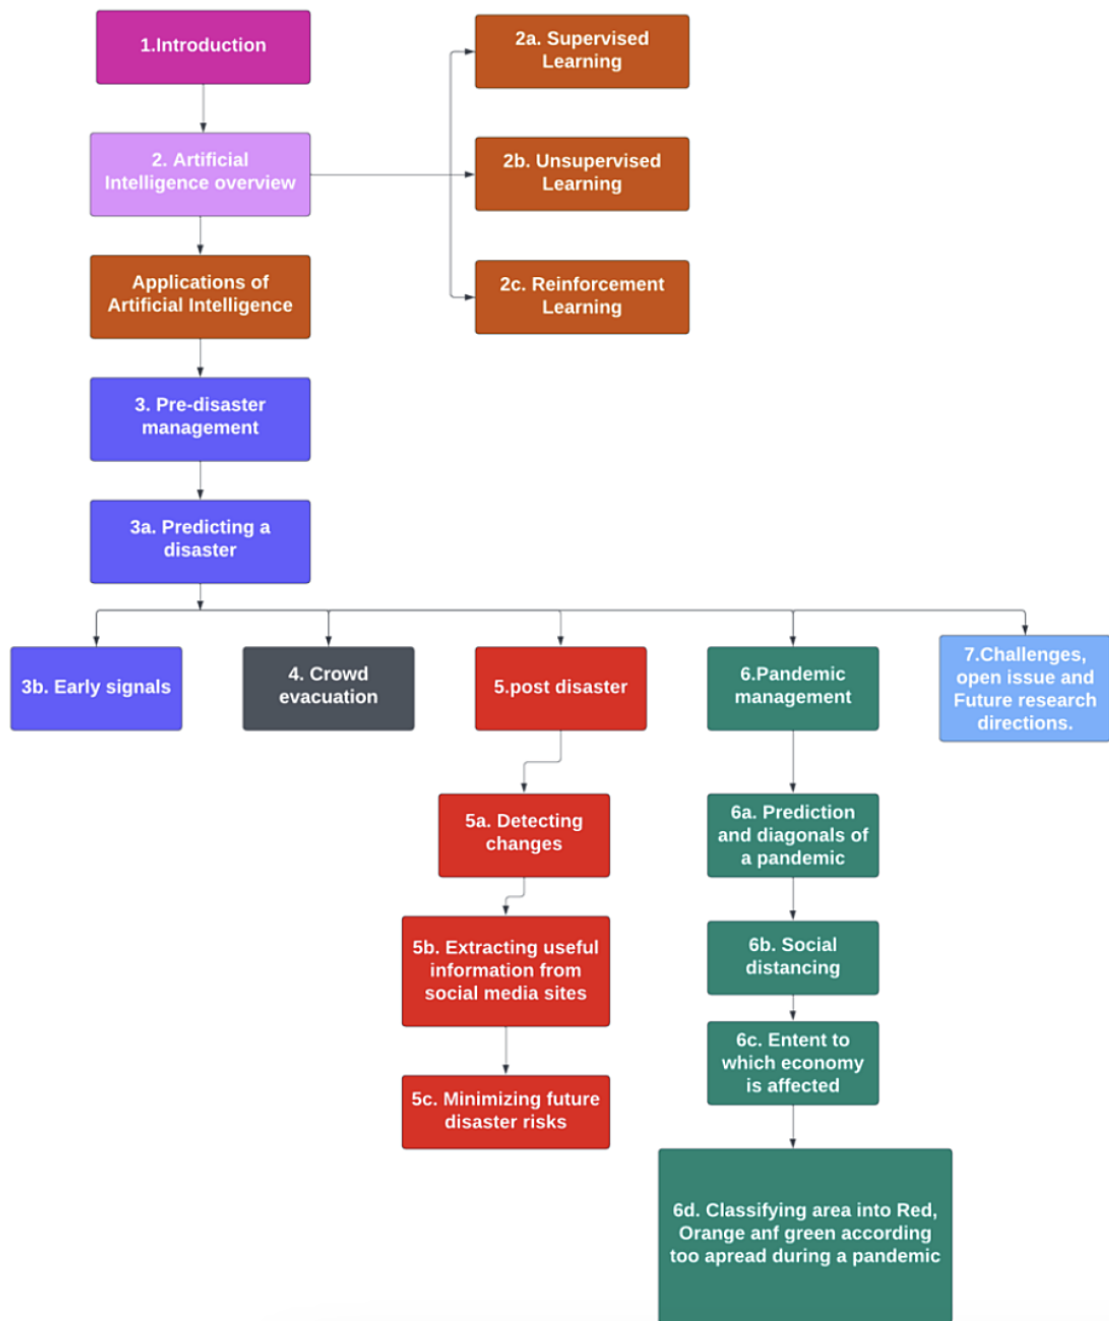 1.Introduction
2a. Supervised
Learning
2. Artificial
Intelligence overview
2b. Unsupervised
Learning
Applications of
Artificial Intelligence
2c. Reinforcement
Learning
3. Pre-disaster
management
3a. Predicting a
disaster
3b. Early signals
4. Crowd
evacuation
5.post disaster
6.Pandemic
management
7.Challenges,
open issue and
Future research
directions.
5a. Detecting
changes
6a. Prediction
and diagonals of
a pandemic
5b. Extracting useful
information from
social media sites
6b. Social
distancing
6c. Entent to
which economy
is affected
5c. Minimizing future
disaster risks
6d. Classifying area into Red,
Orange anf green according
too apread during a pandemic